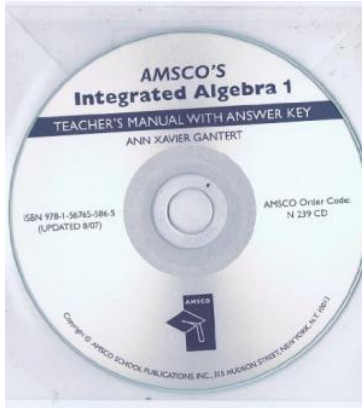 AMSCO'S
Integrated Algebra 1
TEACHER'S MANUAL WITH ANSWER KEY
ANN XAVIER GANTERT
ISBN 978-1-56765-586-5
(UPDATED 8/07)
AMSCO Order Code:
N 239 CD
AMSCO
Copyright © AMSCO SCHOOL PUBLICATIONS, INC., 315 HUDSON STREET, NEW YORK, N.Y. 10013